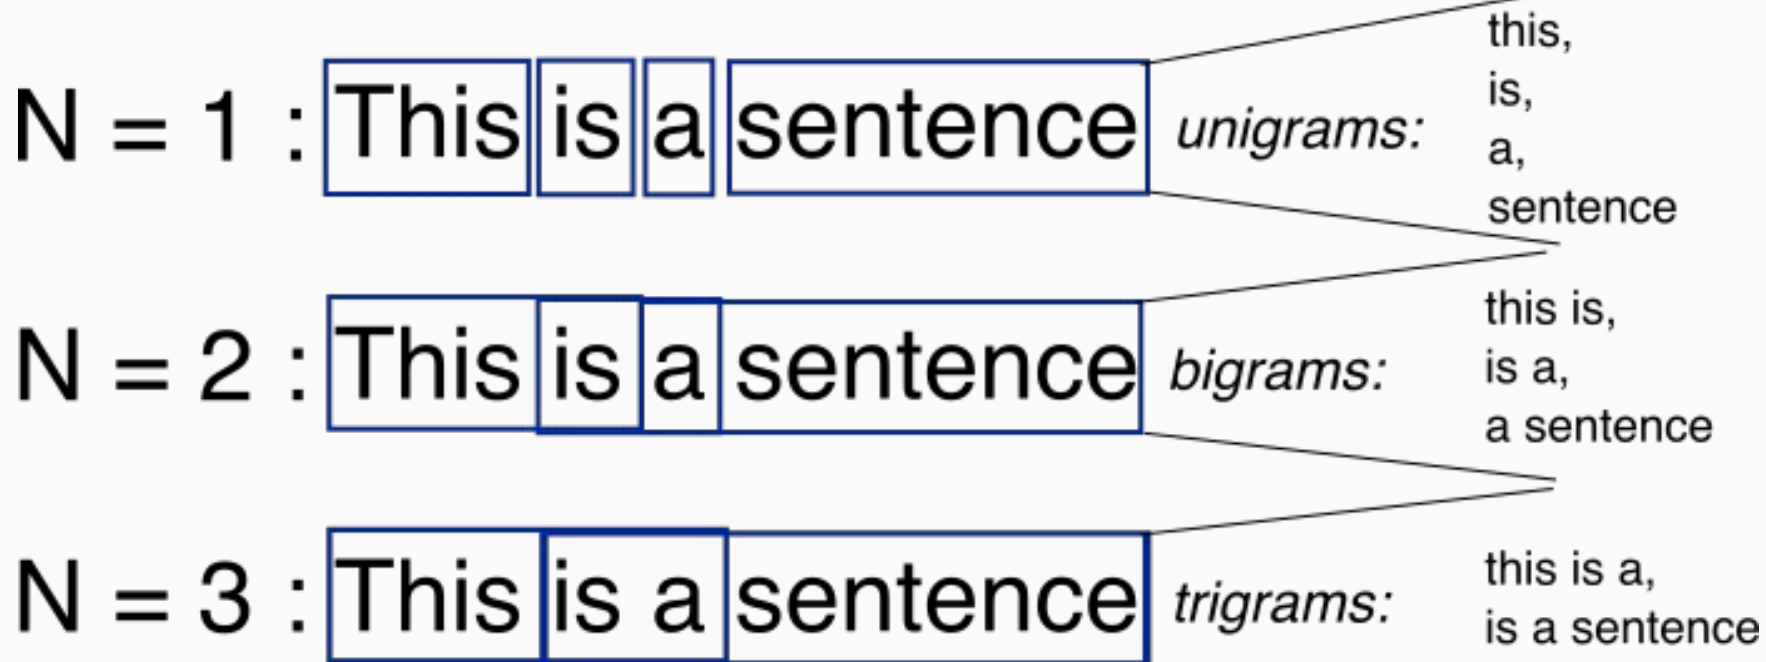 N = 1 : This is a sentence unigrams:
this,
is,
a,
sentence
N = 2 : This is a sentence bigrams:
this is,
is a,
a sentence
N = 3 : This is a sentence trigrams:
this is a,
is a sentence